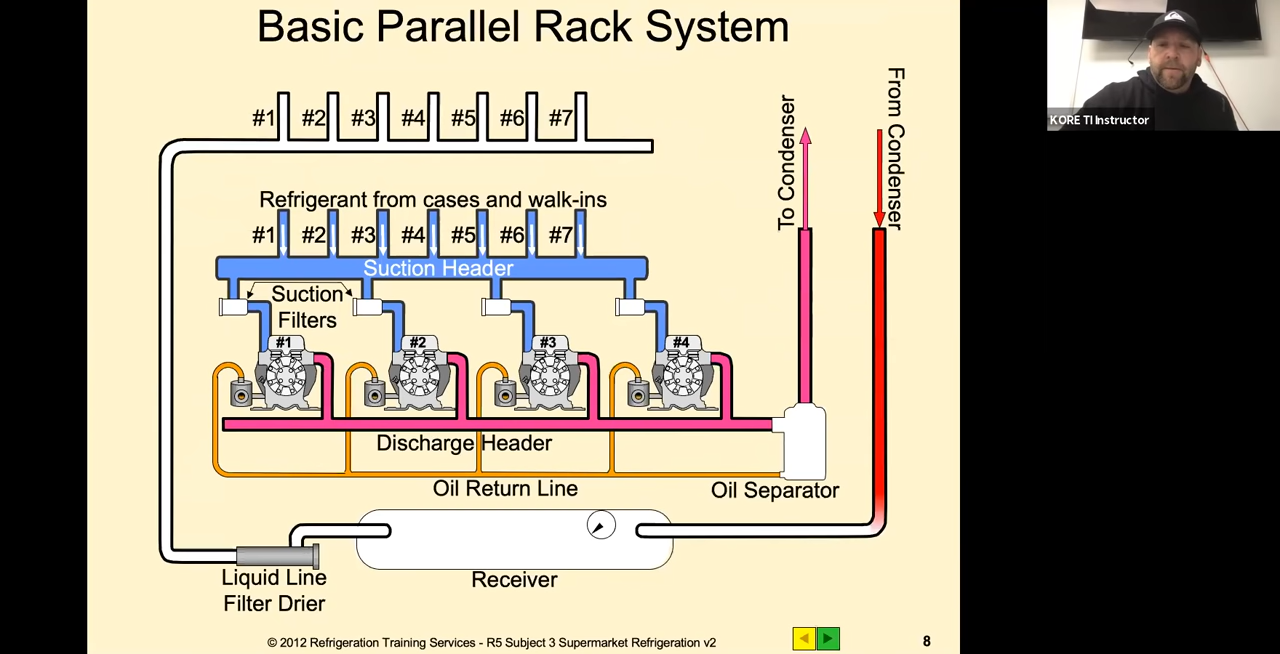 Basic Parallel Rack System
KORE TI Instructor
To Condenser
From Condenser
#1 #2 #3 #4 #5 #6 #7
Refrigerant from cases and walk-ins
#1 #2 #3 #4 #5 #6 #7
Suction Header
Suction
Filters
#1 #2 #3 #4
Discharge Header
Oil Return Line
Oil Separator
Receiver
Liquid Line
Filter Drier
© 2012 Refrigeration Training Services - R5 Subject 3 Supermarket Refrigeration v2
8